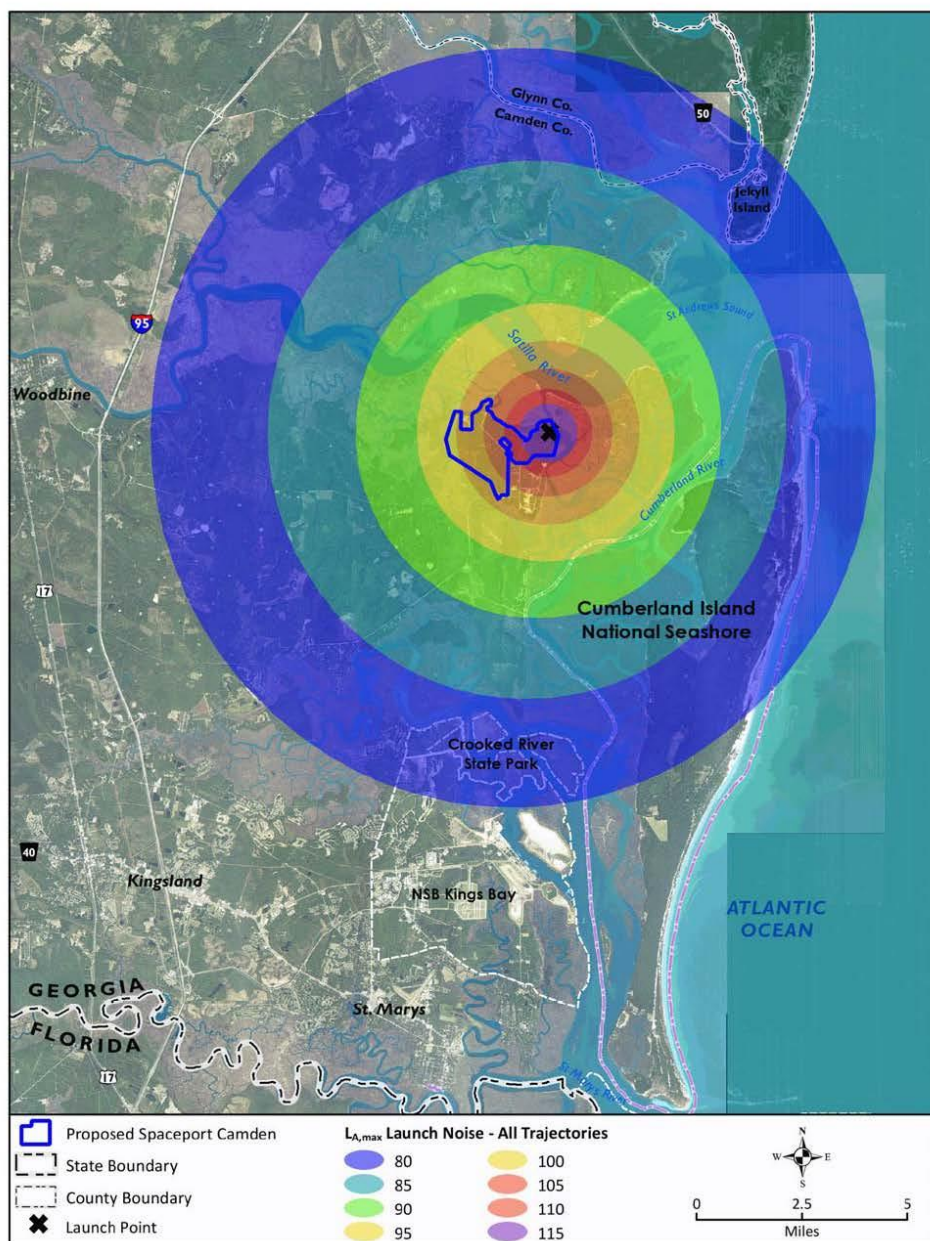 Glynn Co.
Camden Co.
50
Jekyll
Island
St Andrews Sound
95
Satilla River
Woodbine
Cumberland River
17
Cumberland Island
National Seashore
Crooked River
State Park
40
Kingsland
NSB Kings Bay
ATLANTIC
OCEAN
GEORGIA
FLORIDA
St. Marys
17
St Marys River
Proposed Spaceport Camden
State Boundary
County Boundary
Launch Point
LA,max Launch Noise - All Trajectories
80
85
90
95
100
105
110
115
N
W E
S
0 2.5 5
Miles